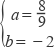 {a = 8/9
b = −2